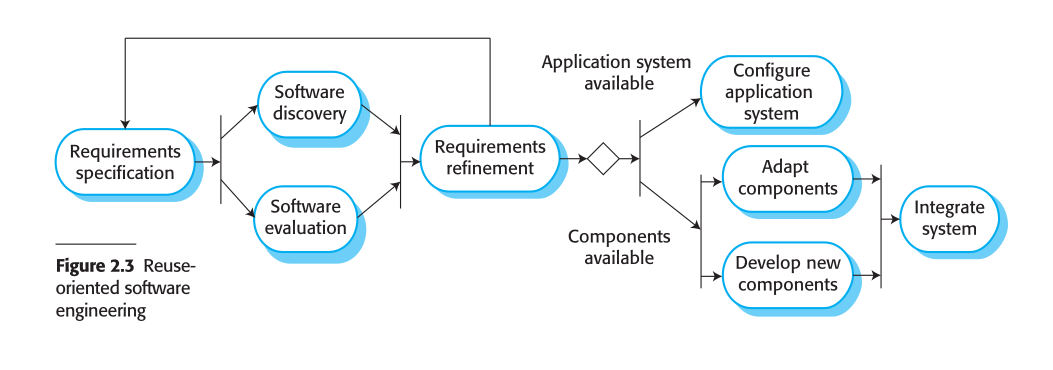 Requirements
specification
Software
discovery
Software
evaluation
Requirements
refinement
Application system
available
Components
available
Configure
application
system
Adapt
components
Develop new
components
Integrate
system
Figure 2.3 Reuse-
oriented software
engineering